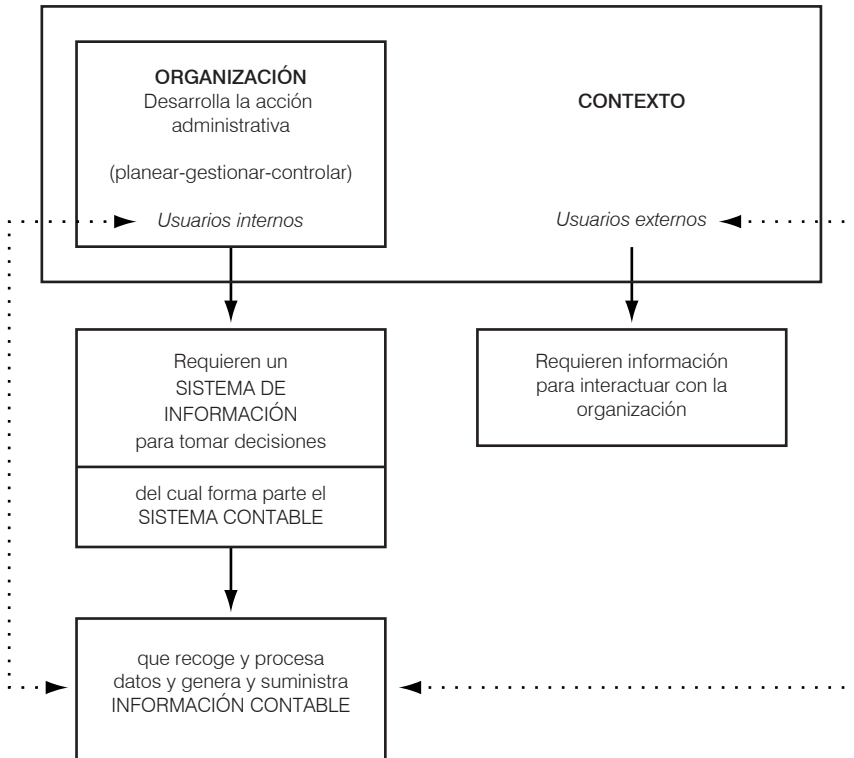 ORGANIZACIÓN
Desarrolla la acción
administrativa
(planear-gestionar-controlar)
Usuarios internos
CONTEXTO
Usuarios externos
Requieren un
SISTEMA DE
INFORMACIÓN
para tomar decisiones
del cual forma parte el
SISTEMA CONTABLE
Requieren información
para interactuar con la
organización
que recoge y procesa
datos y genera y suministra
INFORMACIÓN CONTABLE